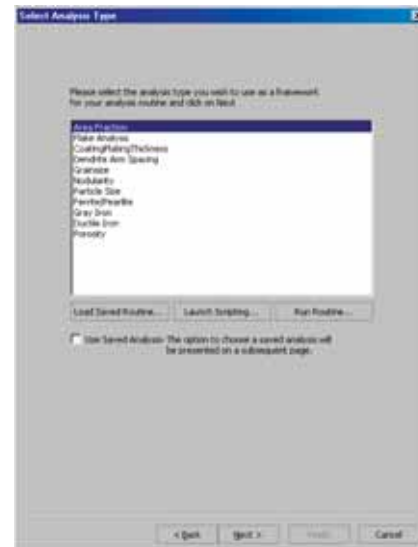 Select Analysis Type
Please select the analysis type you wish to use as a framework
for your analysis routine and click on Next
Area Fraction
Flake Analysis
Coating/Plating/Thickness
Dendrite Arm Spacing
Grainsize
Nodularity
Particle Size
Ferrite/Pearlite
Gray Iron
Ductile Iron
Porosity
Load Saved Routine... Launch Scripting... Run Routine...
Use Saved Analysis- The option to choose a saved analysis will
be presented on a subsequent page.
< Back Next > Finish Cancel